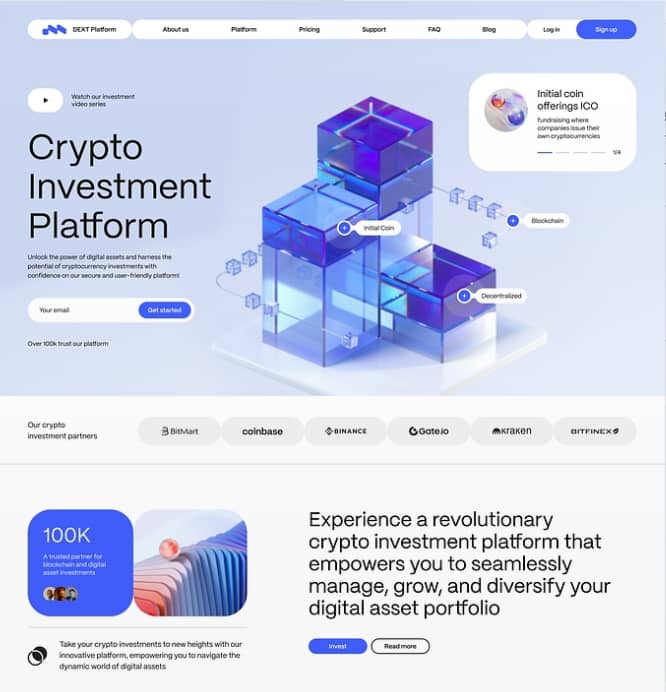 DEXT Platform
About us
Platform
Pricing
Support
FAQ
Blog
Log in
Sign up
Watch our investment
video series
Crypto
Investment
Platform
Unlock the power of digital assets and harness the
potential of cryptocurrency investments with
confidence on our secure and user-friendly platform!
Your email
Get started
Over 100k trust our platform
Initial coin
offerings ICO
fundraising where
companies issue their
own cryptocurrencies
1/4
Initial Coin
Blockchain
Decentralized
Our crypto
investment partners
BitMart
coinbase
BINANCE
Gate.io
kraken
BITFINEX
100K
A trusted partner for
blockchain and digital
asset investments
Take your crypto investments to new heights with our
innovative platform, empowering you to navigate the
dynamic world of digital assets
Experience a revolutionary
crypto investment platform that
empowers you to seamlessly
manage, grow, and diversify your
digital asset portfolio
Invest
Read more